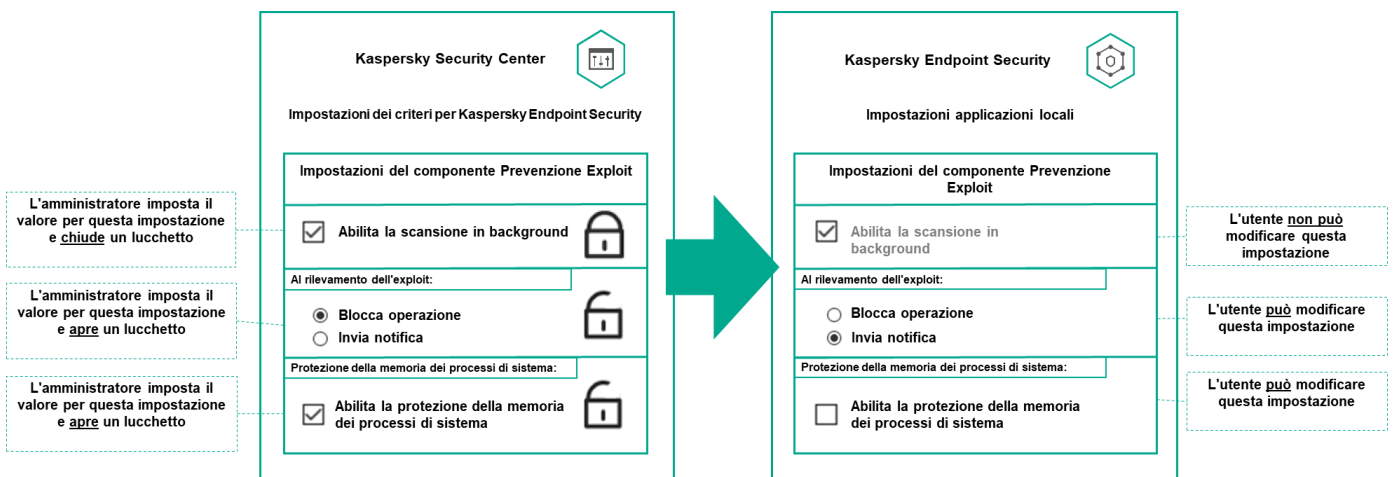 Kaspersky Security Center
Impostazioni dei criteri per Kaspersky Endpoint Security
Impostazioni del componente Prevenzione Exploit
L'amministratore imposta il
valore per questa impostazione
e chiude un lucchetto
Abilita la scansione in background
Al rilevamento dell'exploit:
L'amministratore imposta il
valore per questa impostazione
e apre un lucchetto
Blocca operazione
Invia notifica
Protezione della memoria dei processi di sistema:
L'amministratore imposta il
valore per questa impostazione
e apre un lucchetto
Abilita la protezione della memoria
dei processi di sistema
Kaspersky Endpoint Security
Impostazioni applicazioni locali
Impostazioni del componente Prevenzione
Exploit
Abilita la scansione in
background
L'utente non può
modificare questa
impostazione
Al rilevamento dell'exploit:
Blocca operazione
Invia notifica
L'utente può modificare
questa impostazione
Protezione della memoria dei processi di sistema:
Abilita la protezione della memoria
dei processi di sistema
L'utente può modificare
questa impostazione